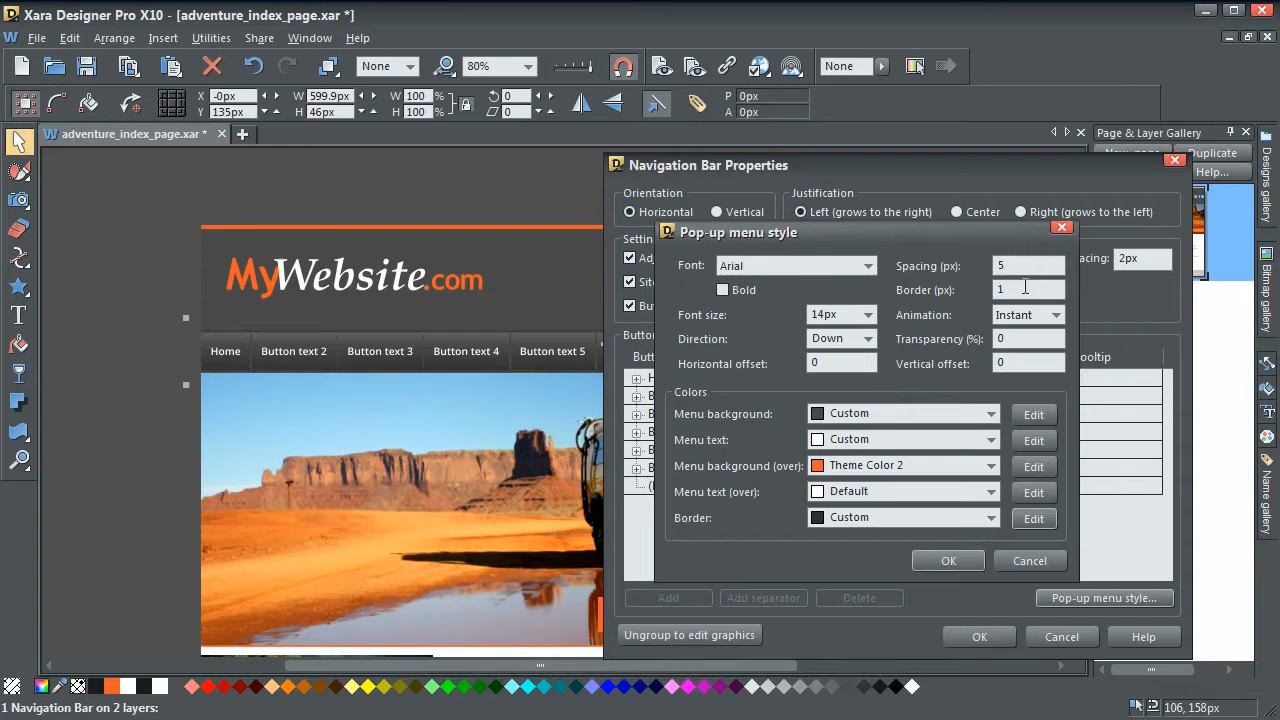 Xara Designer Pro X10 - [adventure_index_page.xar *]
File Edit Arrange Insert Utilities Share Window Help
None 80% None
X -0px W 599.9px W 100 % 0 P 0px
Y 135px H 46px H 100 % 0 A 0px
adventure_index_page.xar *
Page & Layer Gallery
Duplicate
Help...
Designs gallery
Name gallery
MyWebsite.com
Home Button text 2 Button text 3 Button text 4 Button text 5
Navigation Bar Properties
Orientation
Horizontal Vertical
Justification
Left (grows to the right) Center Right (grows to the left)
2px
Pop-up menu style
Font: Arial
Bold
Font size: 14px
Direction: Down
Horizontal offset: 0
Spacing (px): 5
Border (px): 1
Animation: Instant
Transparency (%): 0
Vertical offset: 0
Colors
Menu background: Custom Edit
Menu text: Custom Edit
Menu background (over): Theme Color 2 Edit
Menu text (over): Default Edit
Border: Custom Edit
OK Cancel
Add Add separator Delete Pop-up menu style...
Ungroup to edit graphics OK Cancel Help
1 Navigation Bar on 2 layers:
106, 158px